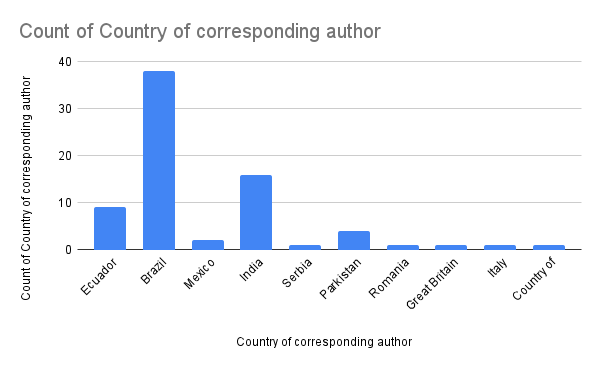 Count of Country of corresponding author
Count of Country of corresponding author
40
30
20
10
0
Ecuador
Brazil
Mexico
India
Serbia
Parkistan
Romania
Great Britain
Italy
Country of
Country of corresponding author